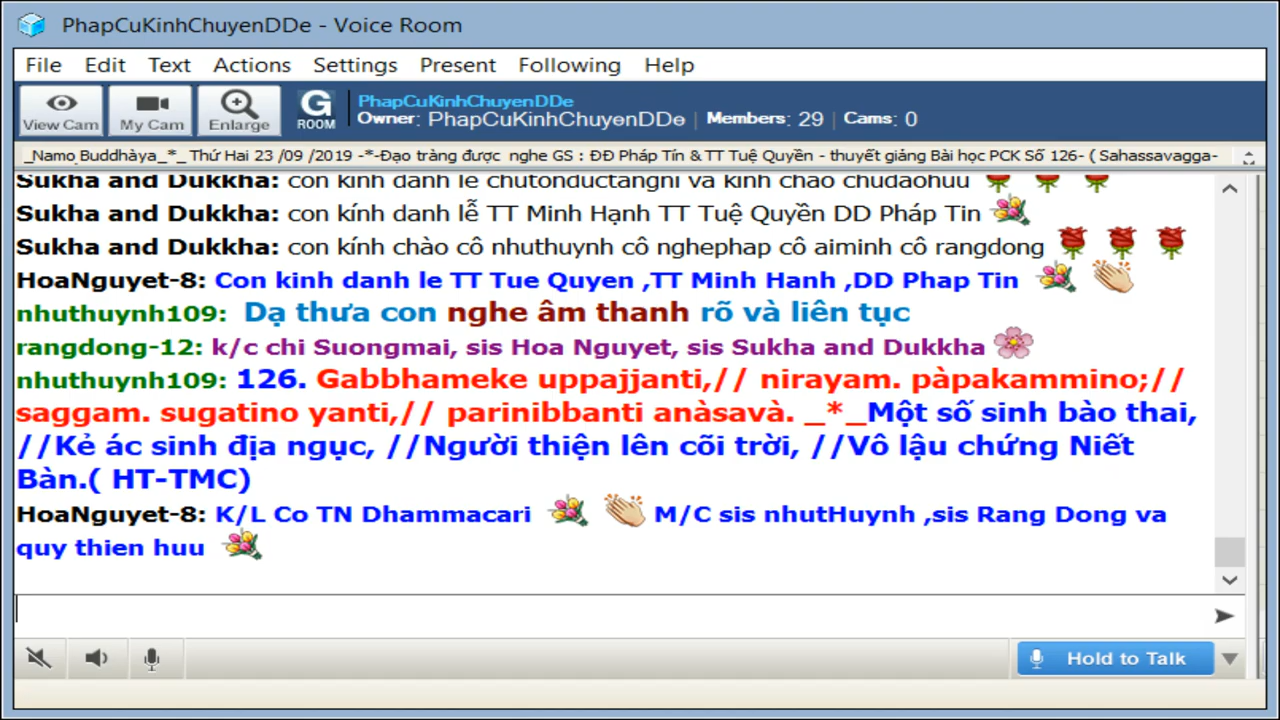 PhapCuKinhChuyenDDe - Voice Room
File Edit Text Actions Settings Present Following Help
View Cam My Cam Enlarge G ROOM
PhapCuKinhChuyenDDe
Owner: PhapCuKinhChuyenDDe | Members: 29 | Cams: 0
_Namo Buddhàya_*_ Thứ Hai 23 /09 /2019 -*-Đạo tràng được nghe GS : ĐĐ Pháp Tín & TT Tuệ Quyền - thuyết giảng Bài học PCK Số 126- ( Sahassavagga-
Sukha and Dukkha: con kinh danh le chutonductangni va kinh chao chudaohuu
Sukha and Dukkha: con kính danh lễ TT Minh Hạnh TT Tuệ Quyền DD Pháp Tin
Sukha and Dukkha: con kính chào cô nhuthuynh cô nghephap cô aiminh cô rangdong
HoaNguyet-8: Con kinh danh le TT Tue Quyen ,TT Minh Hanh ,DD Phap Tin
nhuthuynh109: Dạ thưa con nghe âm thanh rõ và liên tục
rangdong-12: k/c chi Suongmai, sis Hoa Nguyet, sis Sukha and Dukkha
nhuthuynh109: 126. Gabbhameke uppajjanti,// nirayam. pàpakammino;//
saggam. sugatino yanti,// parinibbanti anàsavà. _*_Một số sinh bào thai,
//Kẻ ác sinh địa ngục, //Người thiện lên cõi trời, //Vô lậu chứng Niết
Bàn.( HT-TMC)
HoaNguyet-8: K/L Co TN Dhammacari M/C sis nhutHuynh ,sis Rang Dong va
quy thien huu
Hold to Talk